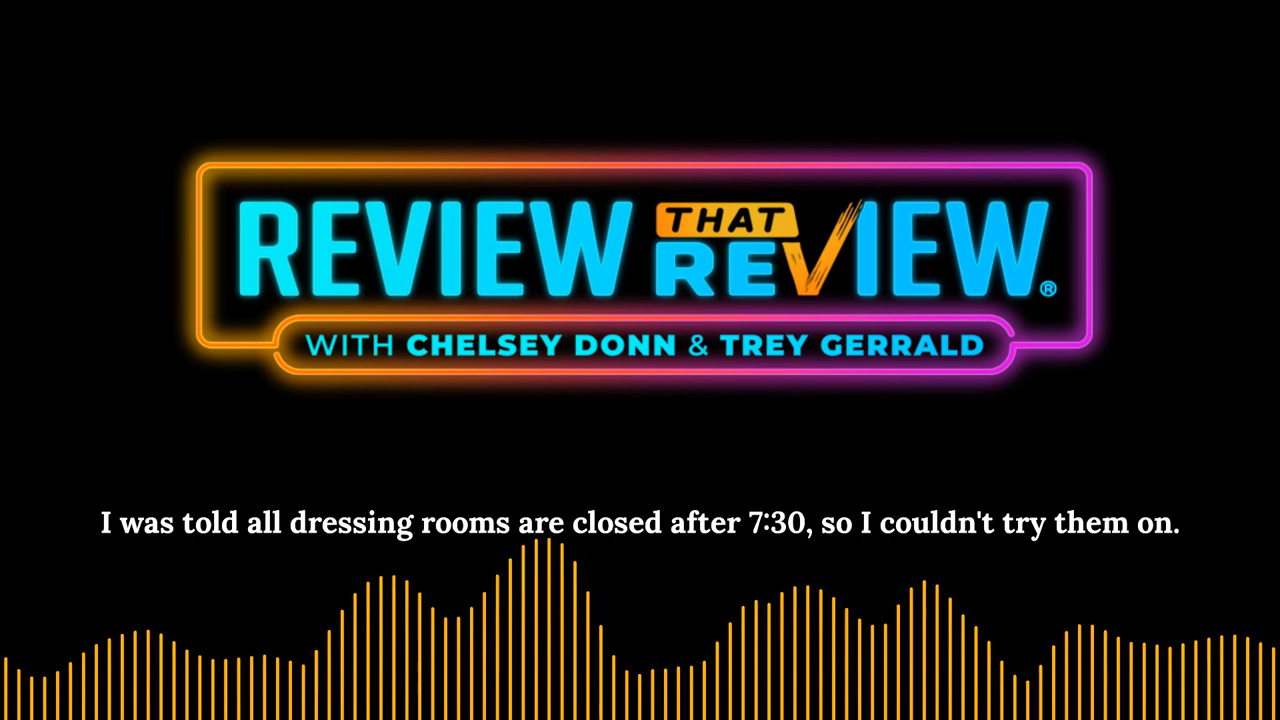 REVIEW THAT REVIEW®
WITH CHELSEY DONN & TREY GERRALD
I was told all dressing rooms are closed after 7:30, so I couldn't try them on.